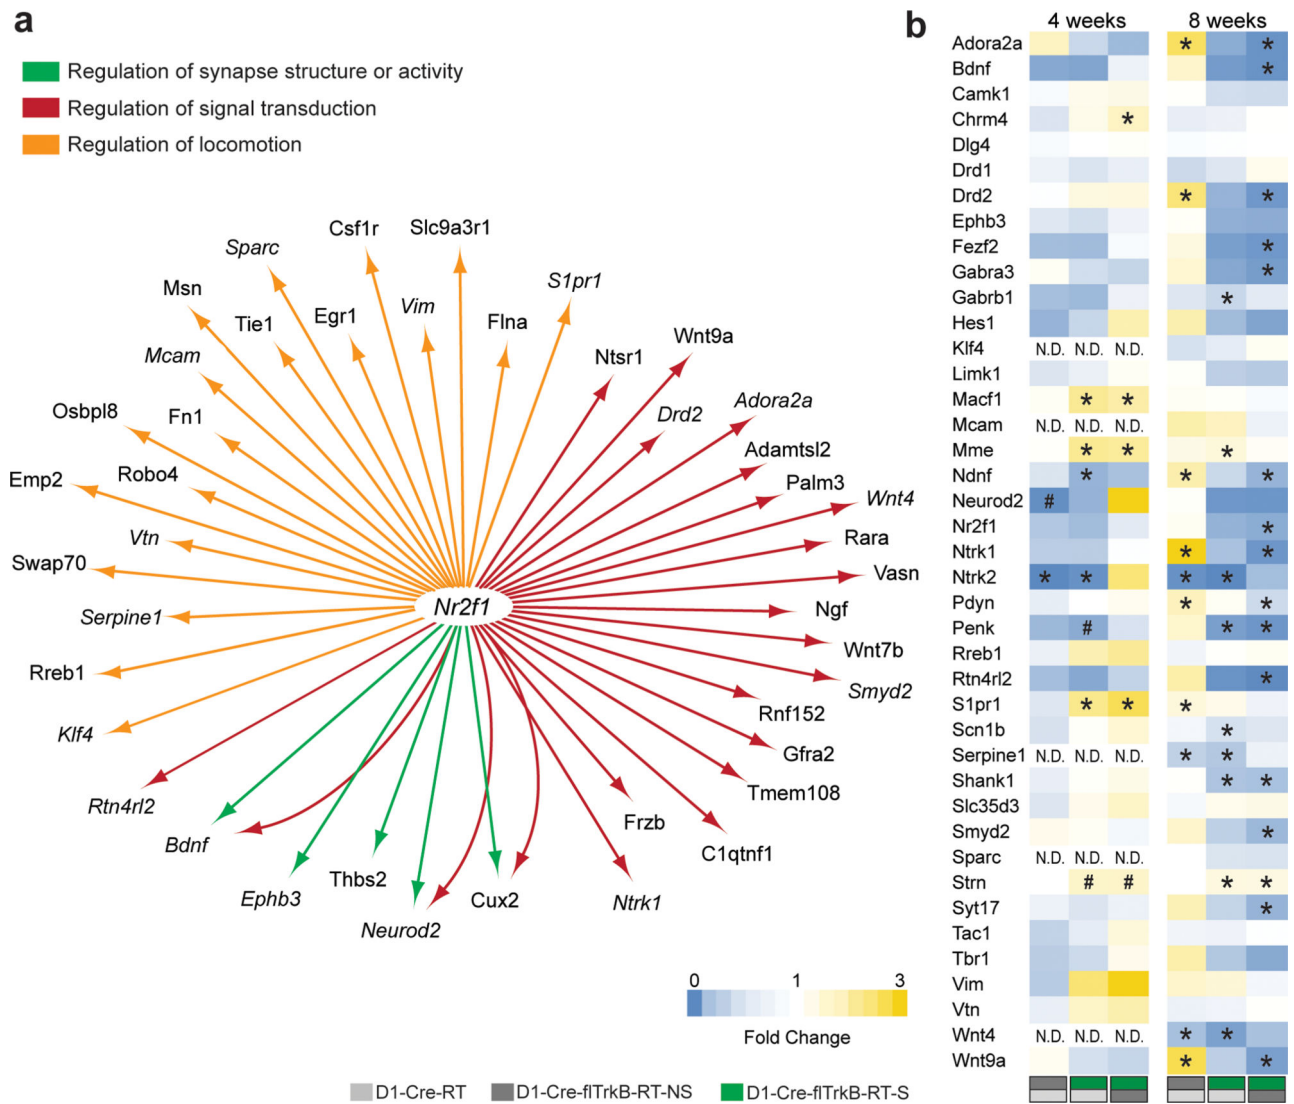 a
Regulation of synapse structure or activity
Regulation of signal transduction
Regulation of locomotion
Csf1r
Slc9a3r1
Sparc
S1pr1
Msn
Vim
Egr1
Tie1
Flna
Wnt9a
Ntsr1
Mcam
Adora2a
Drd2
Osbpl8
Fn1
Adamtsl2
Emp2
Robo4
Palm3
Wnt4
Vtn
Rara
Swap70
Vasn
Nr2f1
Ngf
Serpine1
Wnt7b
Rreb1
Smyd2
Rnf152
Klf4
Gfra2
Rtn4rl2
Tmem108
Frzb
Bdnf
C1qtnf1
Thbs2
Ephb3
Cux2
Ntrk1
Neurod2
0 1 3
Fold Change
D1-Cre-RT D1-Cre-flTrkB-RT-NS D1-Cre-flTrkB-RT-S
b
4 weeks 8 weeks
Adora2a * *
Bdnf *
Camk1
Chrm4 *
Dlg4
Drd1
Drd2 * *
Ephb3
Fezf2 *
Gabra3 *
Gabrb1 *
Hes1
Klf4 N.D. N.D. N.D.
Limk1
Macf1 * *
Mcam N.D. N.D. N.D.
Mme * * *
Ndnf * * *
Neurod2 #
Nr2f1 *
Ntrk1 * *
Ntrk2 * * * *
Pdyn * *
Penk # * *
Rreb1
Rtn4rl2 *
S1pr1 * * *
Scn1b *
Serpine1 N.D. N.D. N.D. * *
Shank1 * *
Slc35d3
Smyd2 *
Sparc N.D. N.D. N.D.
Strn # # * *
Syt17 *
Tac1
Tbr1
Vim
Vtn
Wnt4 N.D. N.D. N.D. * *
Wnt9a * *